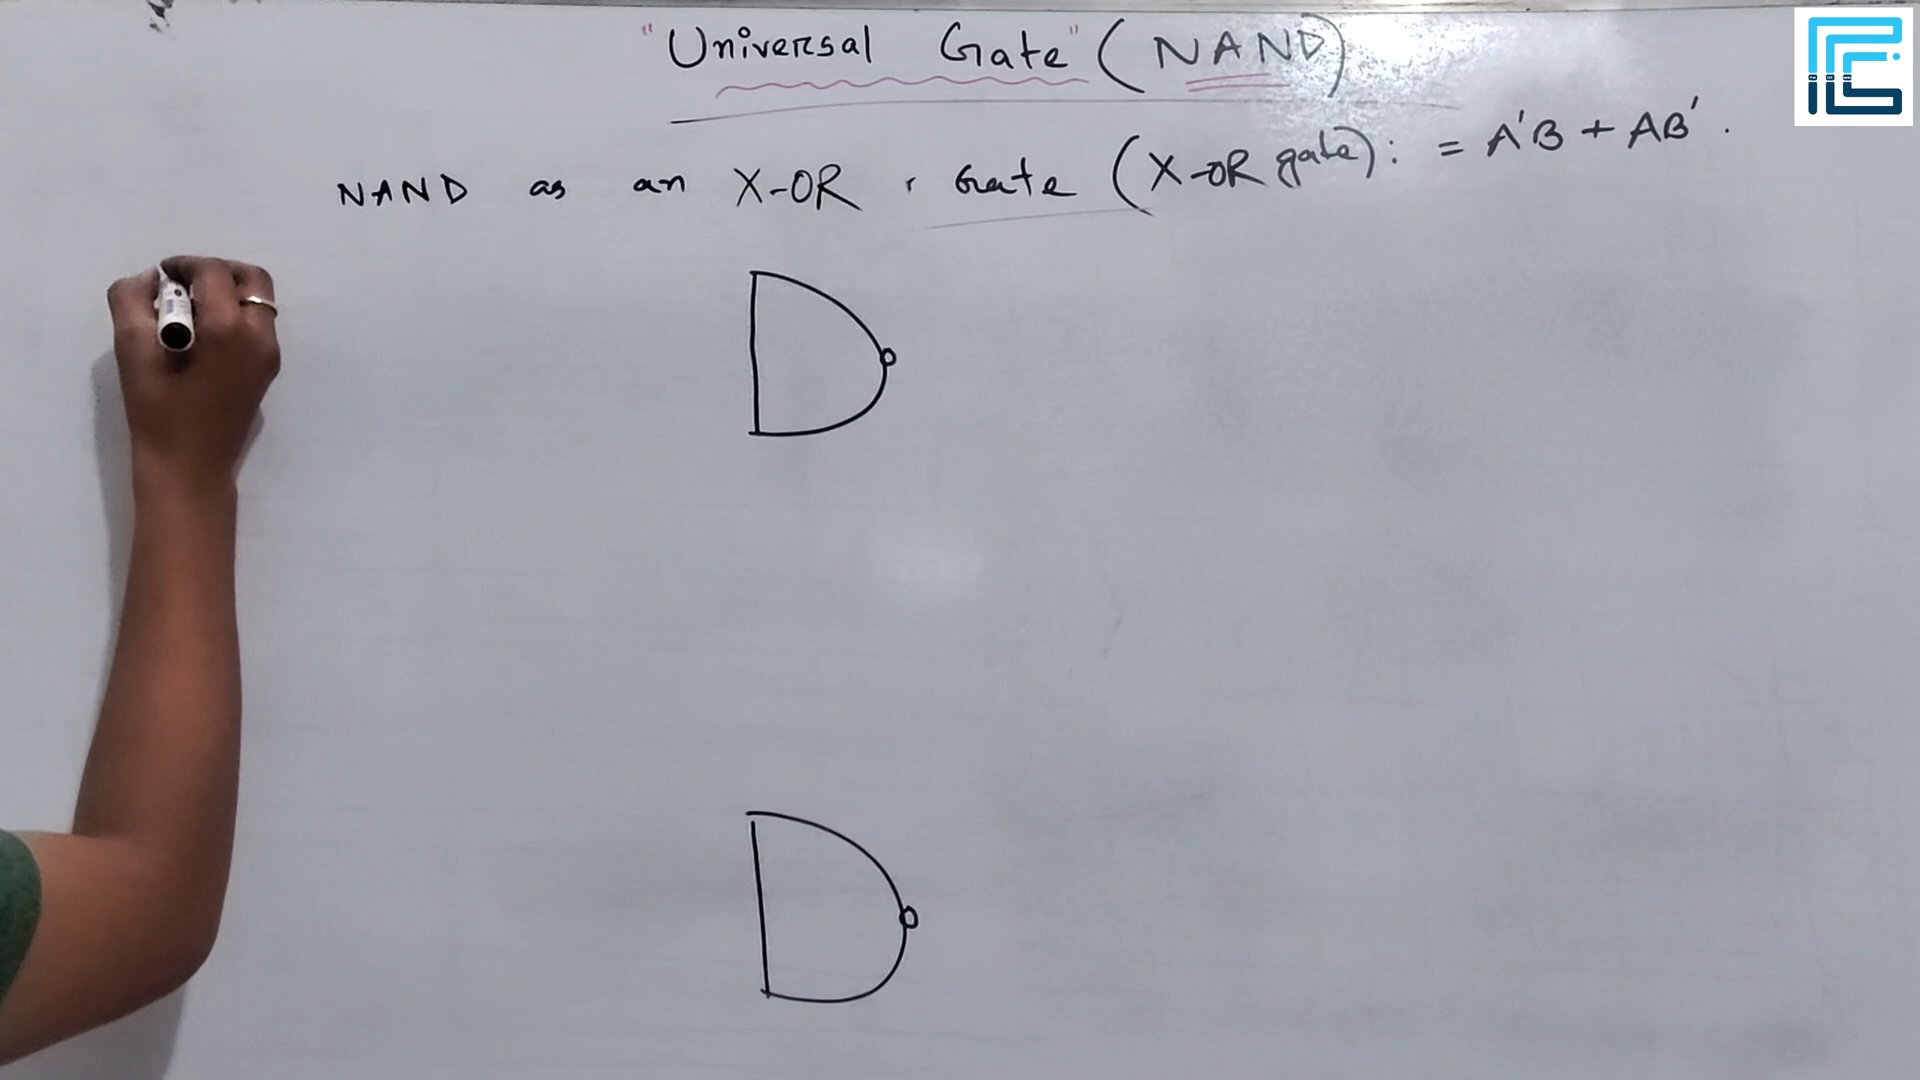 "Universal Gate" (NAND)
NAND as an X-OR Gate (X-OR gate): = A'B + AB'.